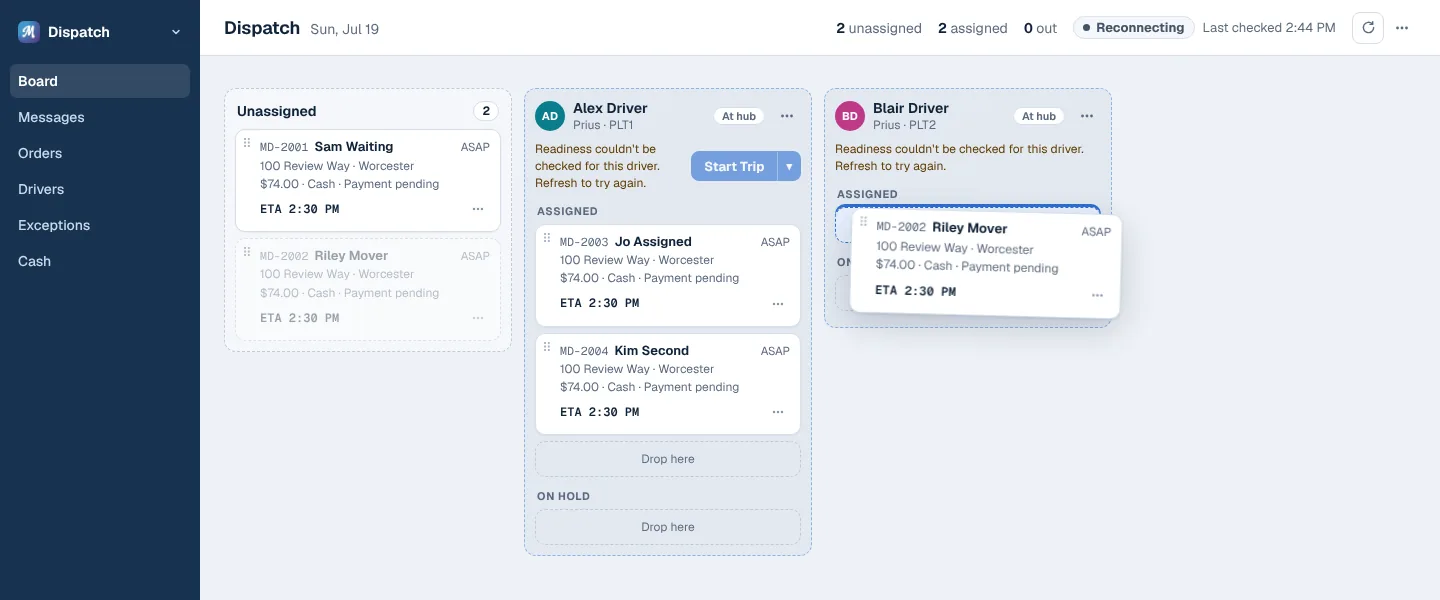 Dispatch
Board
Messages
Orders
Drivers
Exceptions
Cash
Dispatch Sun, Jul 19
2 unassigned 2 assigned 0 out Reconnecting Last checked 2:44 PM
Unassigned 2
MD-2001 Sam Waiting ASAP
100 Review Way · Worcester
$74.00 · Cash · Payment pending
ETA 2:30 PM
MD-2002 Riley Mover ASAP
100 Review Way · Worcester
$74.00 · Cash · Payment pending
ETA 2:30 PM
AD Alex Driver At hub
Prius · PLT1
Readiness couldn't be
checked for this driver.
Refresh to try again.
Start Trip
ASSIGNED
MD-2003 Jo Assigned ASAP
100 Review Way · Worcester
$74.00 · Cash · Payment pending
ETA 2:30 PM
MD-2004 Kim Second ASAP
100 Review Way · Worcester
$74.00 · Cash · Payment pending
ETA 2:30 PM
Drop here
ON HOLD
Drop here
BD Blair Driver At hub
Prius · PLT2
Readiness couldn't be checked for this driver.
Refresh to try again.
ASSIGNED
MD-2002 Riley Mover ASAP
100 Review Way · Worcester
$74.00 · Cash · Payment pending
ETA 2:30 PM